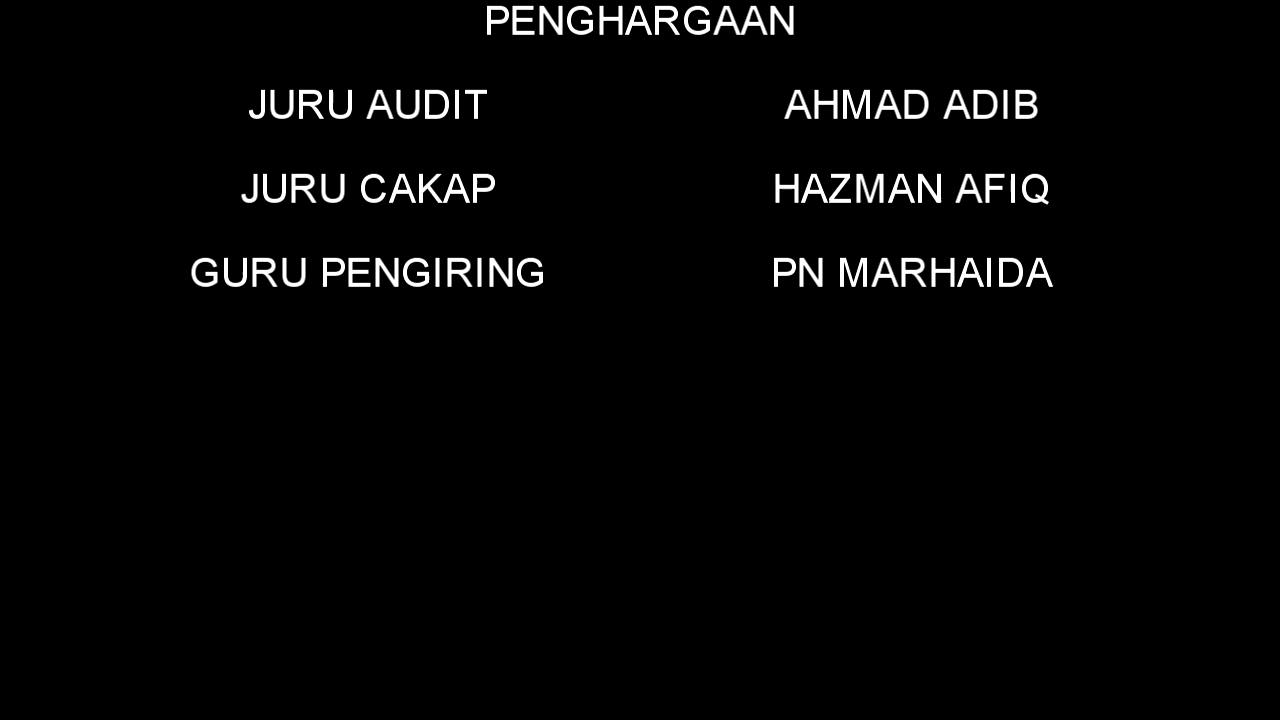 PENGHARGAAN
JURU AUDIT AHMAD ADIB
JURU CAKAP HAZMAN AFIQ
GURU PENGIRING PN MARHAIDA